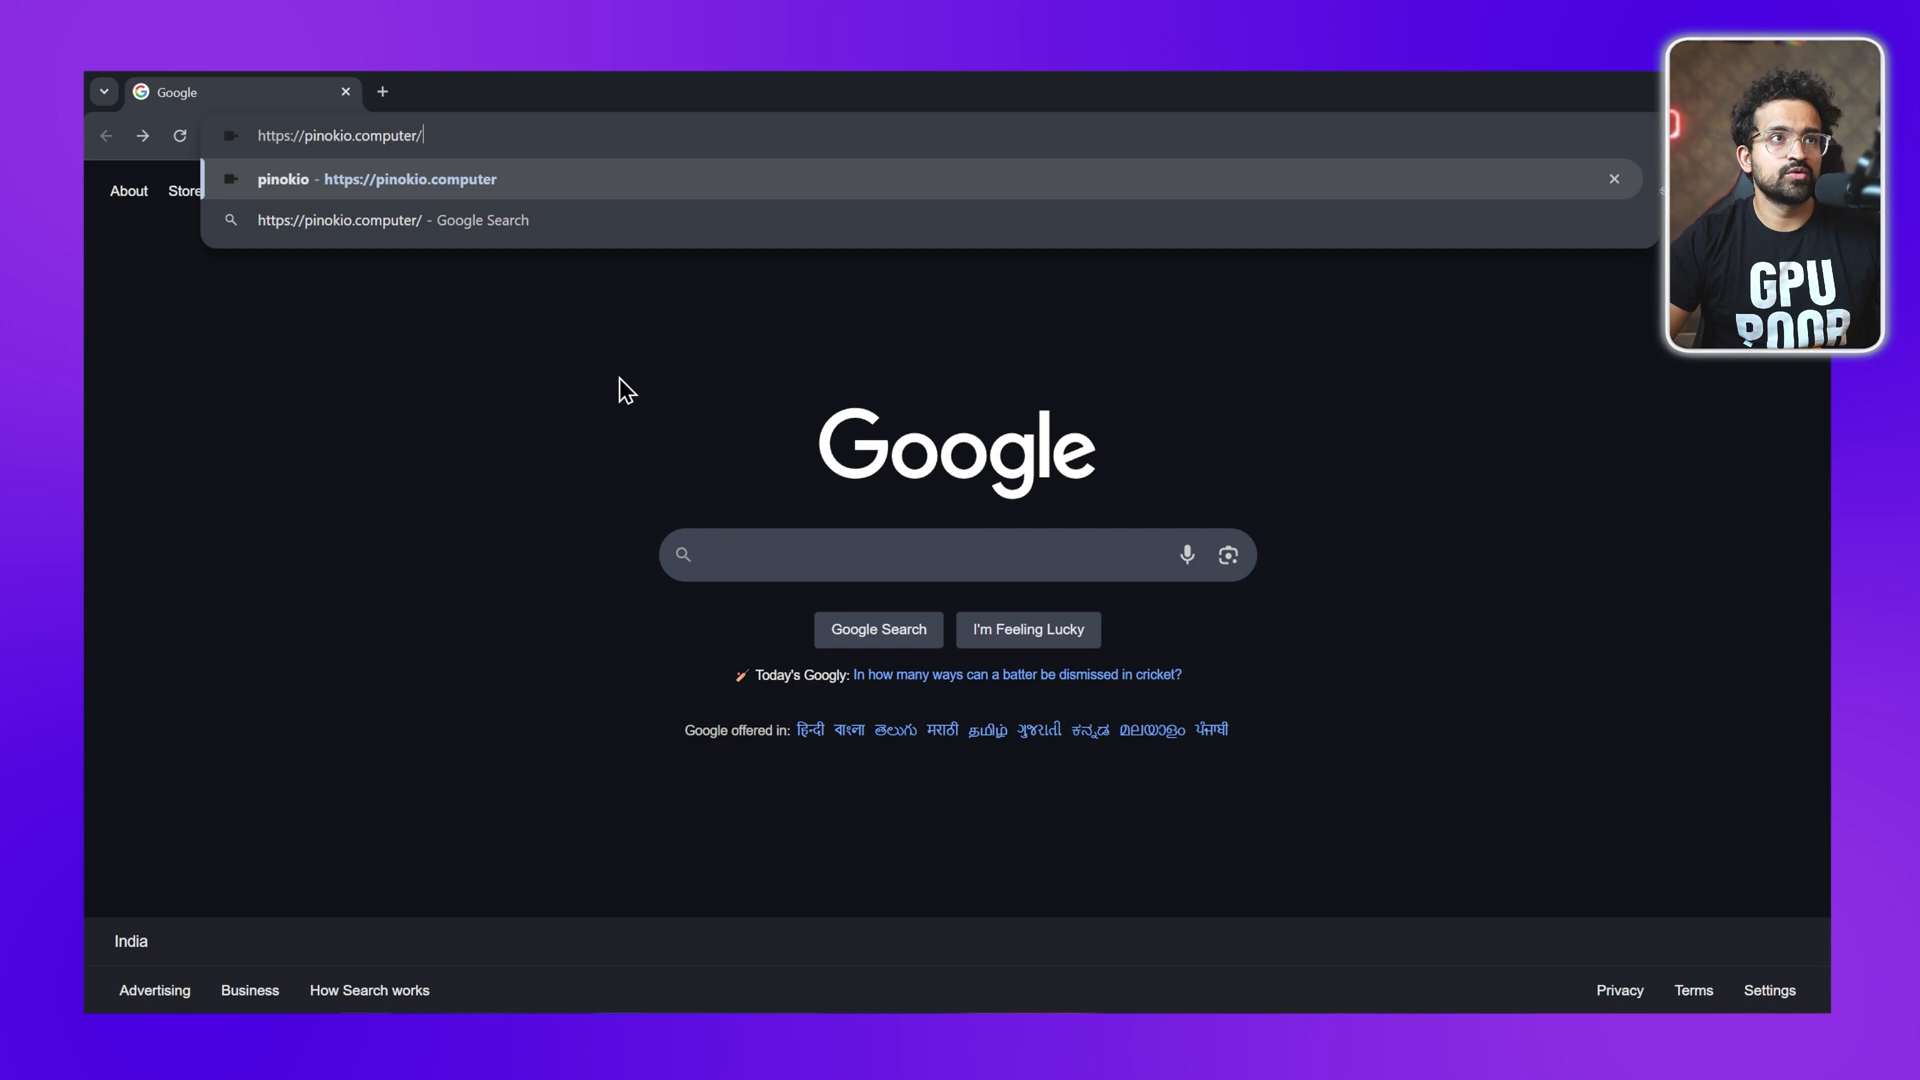 Google
https://pinokio.computer/
pinokio - https://pinokio.computer
https://pinokio.computer/ - Google Search
About Store
GPU
POOR
Google
Google Search I'm Feeling Lucky
Today's Googly: In how many ways can a batter be dismissed in cricket?
Google offered in: हिन्दी বাংলা తెలుగు मराठी தமிழ் ગુજરાતી ಕನ್ನಡ മലയാളം ਪੰਜਾਬੀ
India
Advertising Business How Search works Privacy Terms Settings